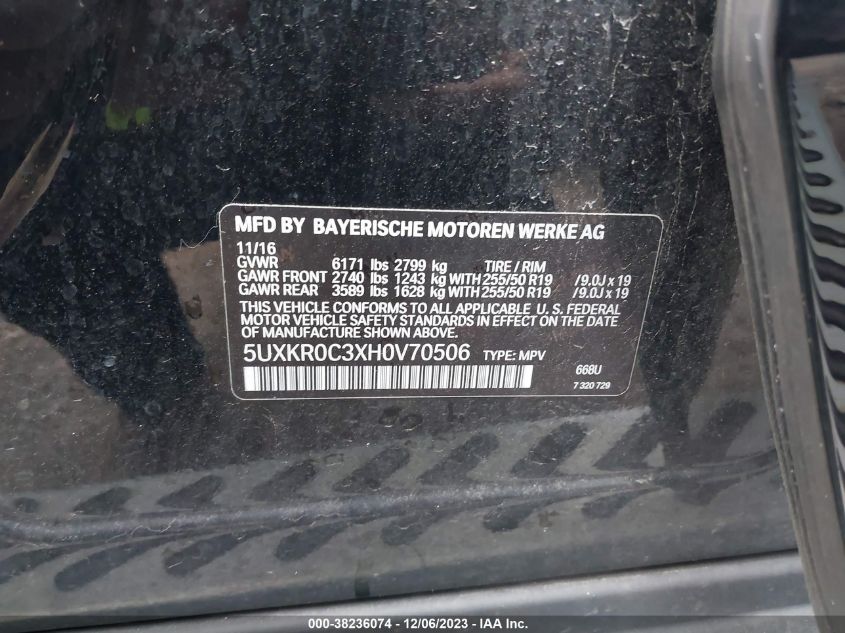 MFD BY BAYERISCHE MOTOREN WERKE AG
11/16
GVWR 6171 lbs 2799 kg TIRE / RIM
GAWR FRONT 2740 lbs 1243 kg WITH 255/50 R19 /9.0J x 19
GAWR REAR 3589 lbs 1628 kg WITH 255/50 R19 /9.0J x 19
THIS VEHICLE CONFORMS TO ALL APPLICABLE U. S. FEDERAL
MOTOR VEHICLE SAFETY STANDARDS IN EFFECT ON THE DATE
OF MANUFACTURE SHOWN ABOVE.
5UXKR0C3XH0V70506 TYPE: MPV
668U
7 320 729
000-38236074 - 12/06/2023 - © IAA, Inc.